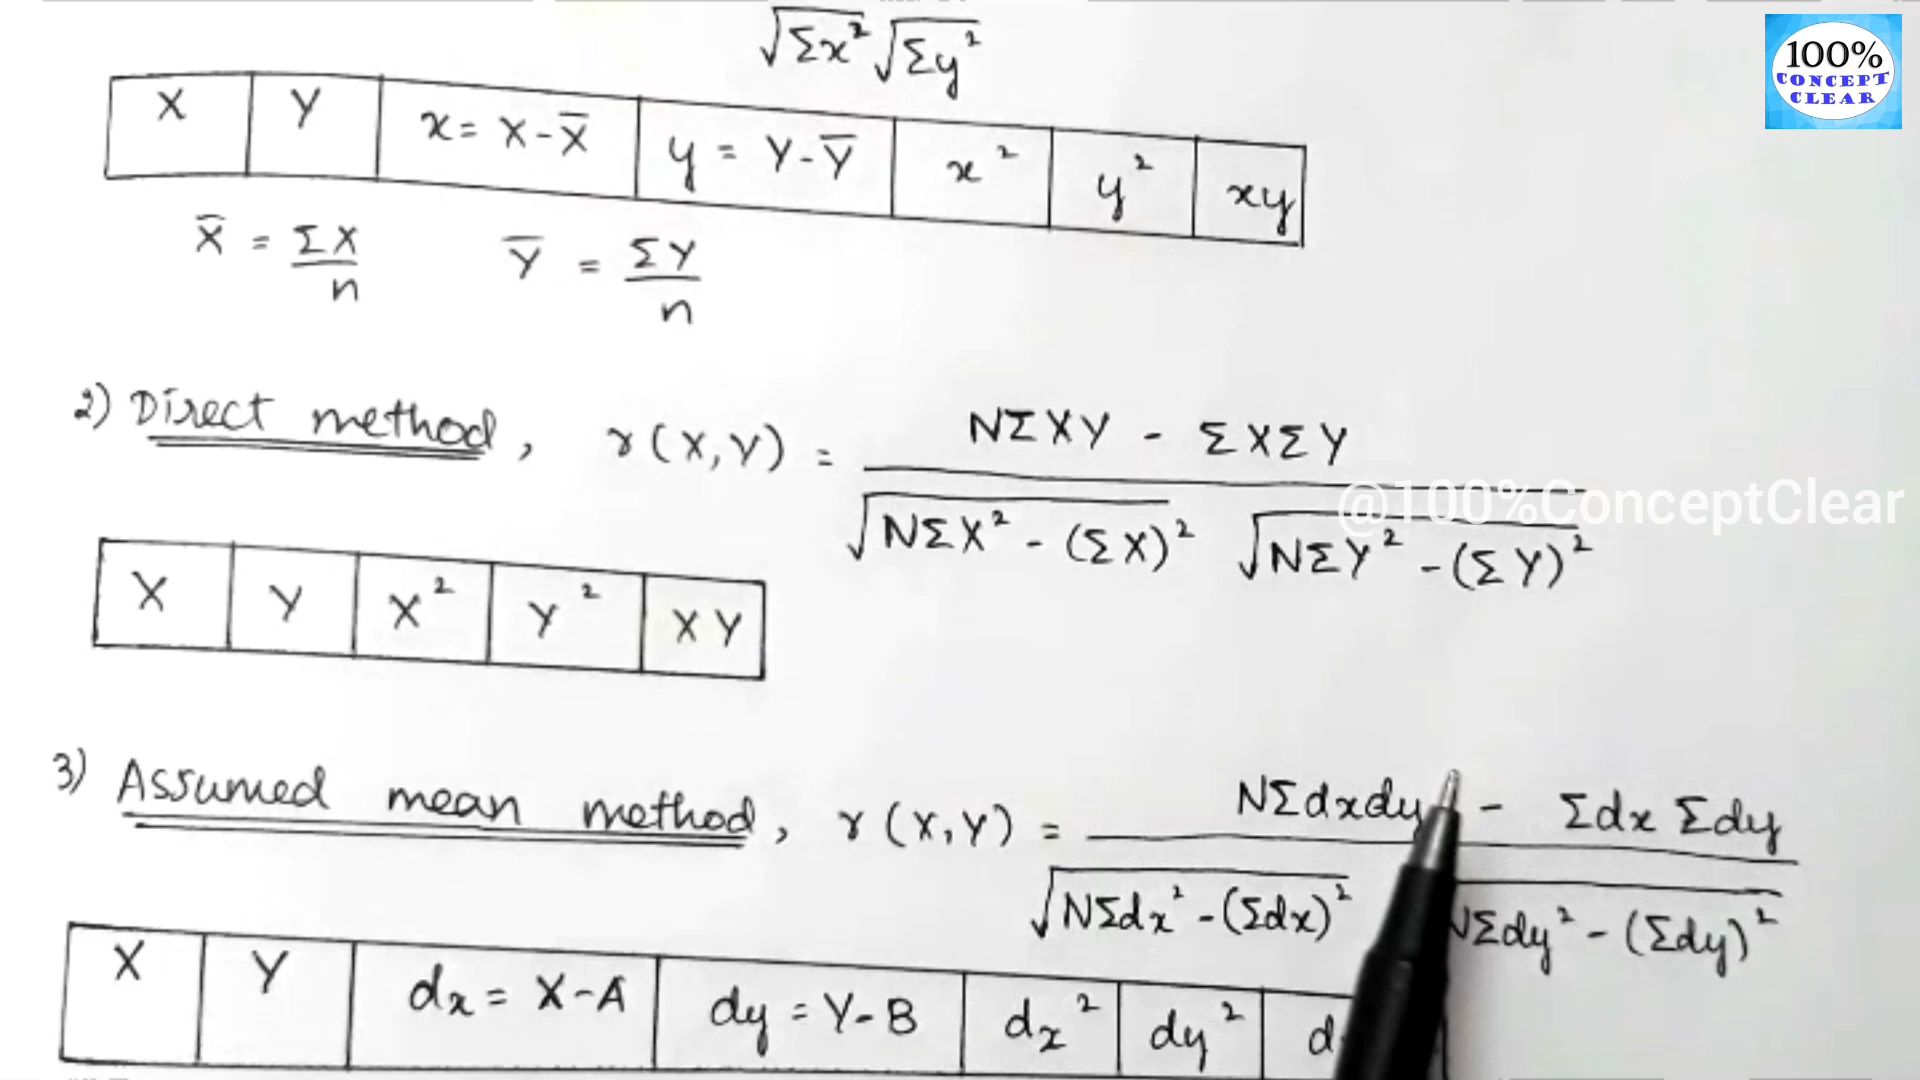 √Σx² √Σy²
100%
CONCEPT
CLEAR
X Y x = X-X̄ y = Y-Ȳ x² y² xy
X̄ = ΣX/n Ȳ = ΣY/n
2) Direct method, r(X,Y) = NΣXY - ΣXΣY / √NΣX² - (ΣX)² √NΣY² - (ΣY)²
@100%ConceptClear
X Y X² Y² XY
3) Assumed mean method, r(X,Y) = NΣdxdy - Σdx Σdy / √NΣdx² - (Σdx)² NΣdy² - (Σdy)²
X Y dx = X-A dy = Y-B dx² dy² d